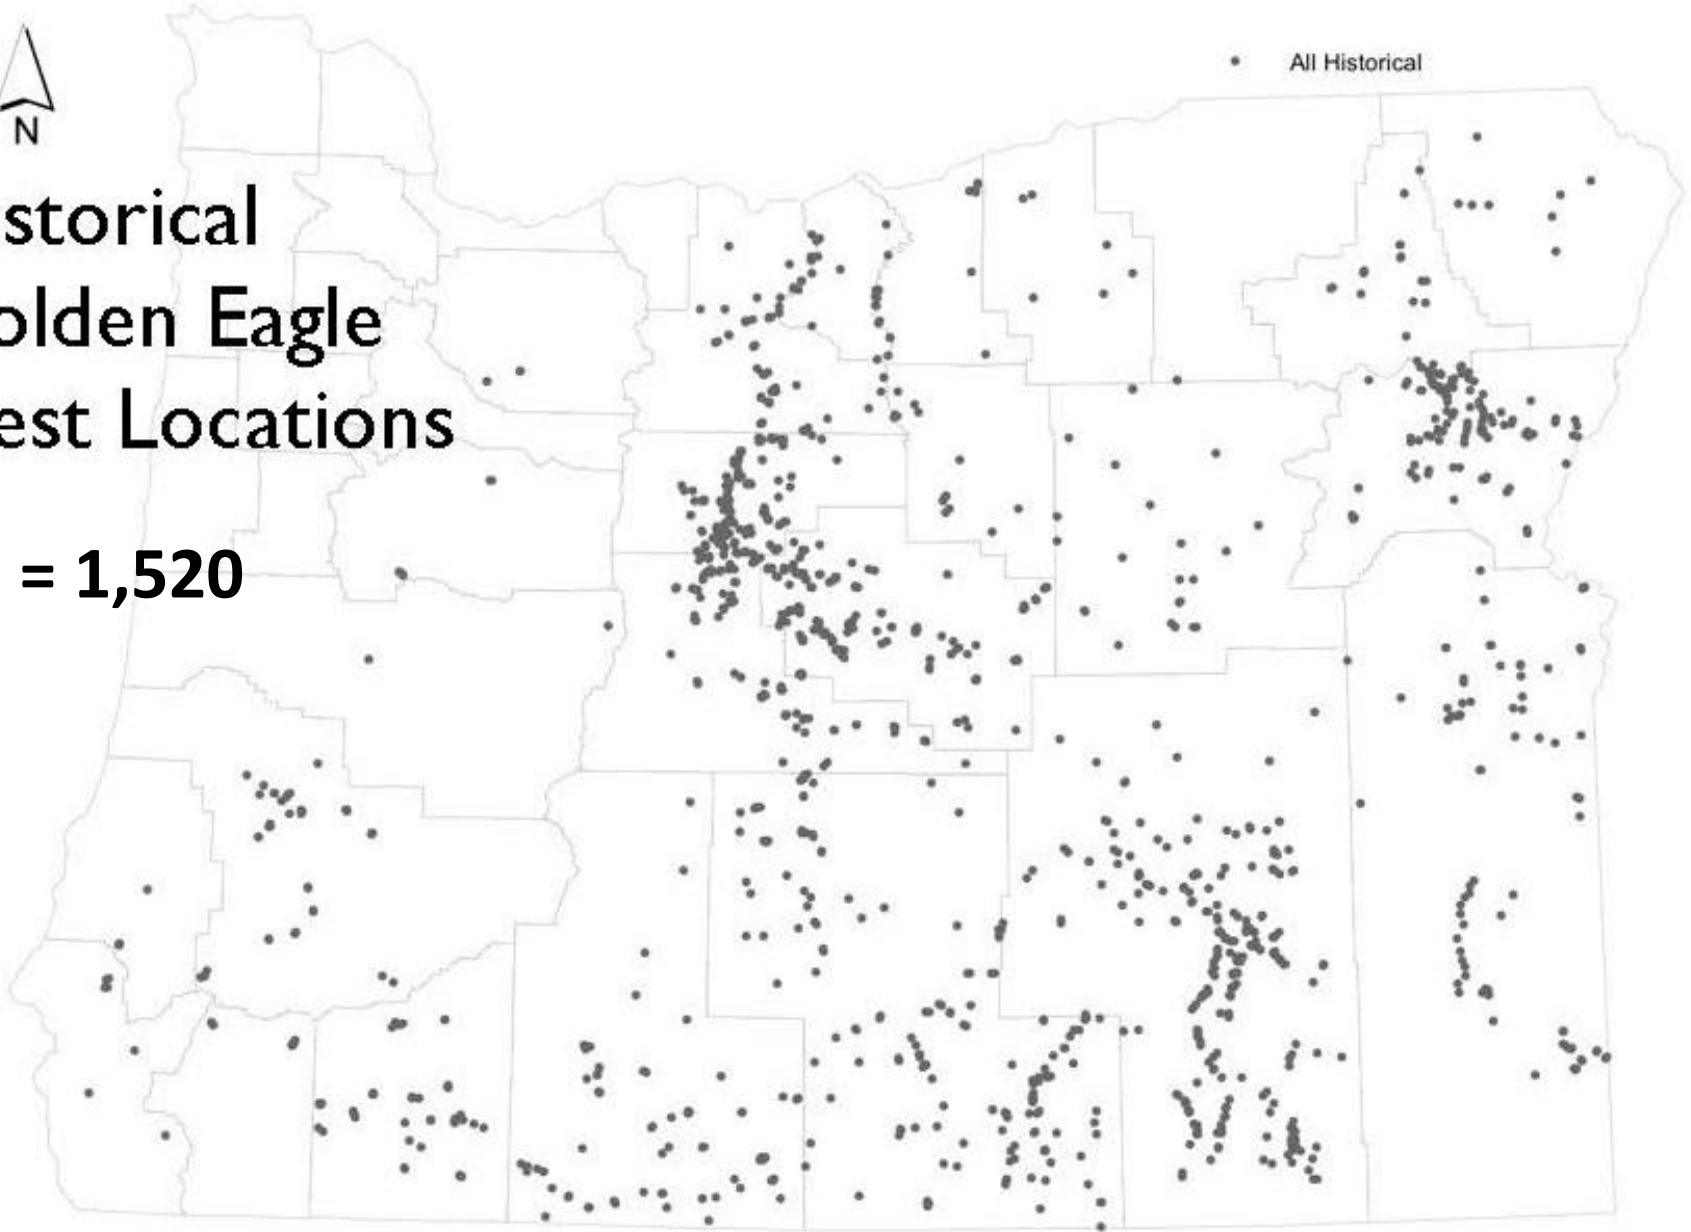 All Historical
N
storical
olden Eagle
est Locations
= 1,520